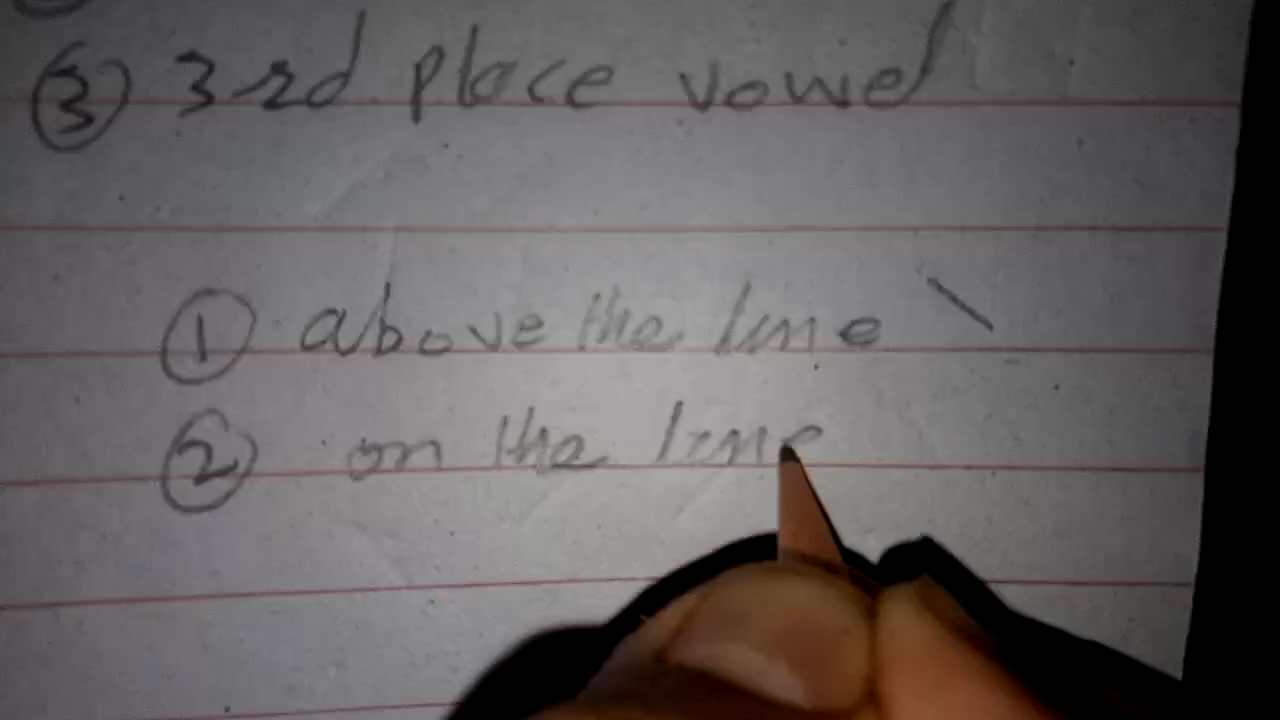 ③ 3rd place vowel
① above the line \
② on the line